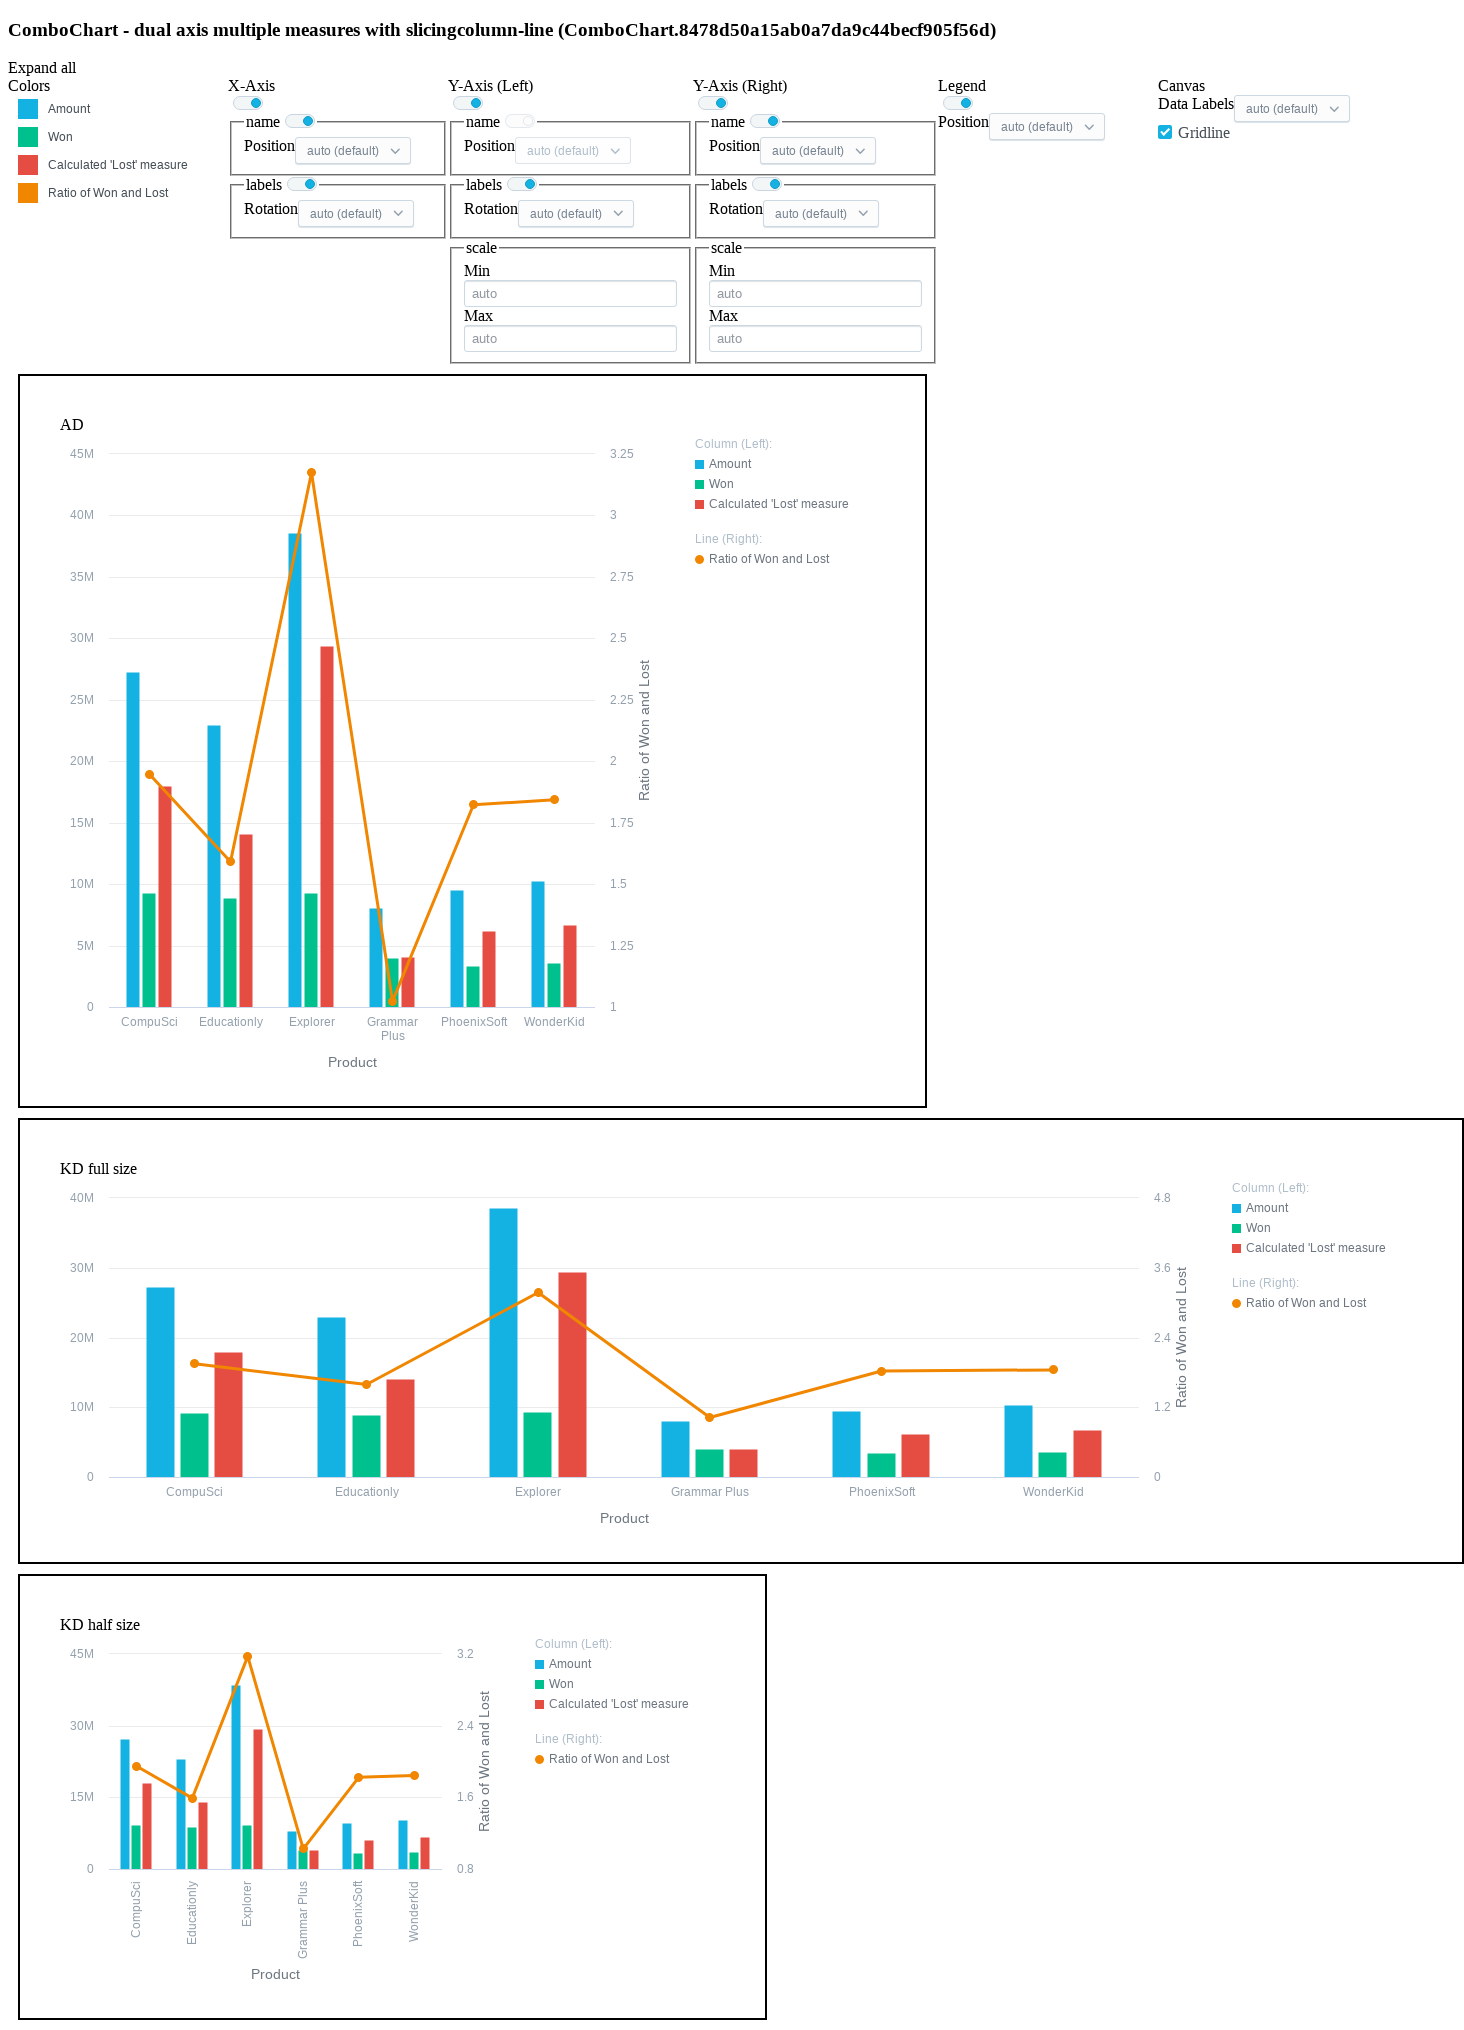 ComboChart - dual axis multiple measures with slicingcolumn-line (ComboChart.8478d50a15ab0a7da9c44becf905f56d)
Expand all
Colors
Amount
Won
Calculated 'Lost' measure
Ratio of Won and Lost
X-Axis
name
Position auto (default)
labels
Rotation auto (default)
Y-Axis (Left)
name
Position auto (default)
labels
Rotation auto (default)
scale
Min
auto
Max
auto
Y-Axis (Right)
name
Position auto (default)
labels
Rotation auto (default)
scale
Min
auto
Max
auto
Legend
Position auto (default)
Canvas
Data Labels auto (default)
Gridline
AD
45M
40M
35M
30M
25M
20M
15M
10M
5M
0
3.25
3
2.75
2.5
2.25
2
1.75
1.5
1.25
1
Ratio of Won and Lost
CompuSci
Educationly
Explorer
Grammar
Plus
PhoenixSoft
WonderKid
Product
Column (Left):
Amount
Won
Calculated 'Lost' measure
Line (Right):
Ratio of Won and Lost
KD full size
40M
30M
20M
10M
0
4.8
3.6
2.4
1.2
0
Ratio of Won and Lost
CompuSci
Educationly
Explorer
Grammar Plus
PhoenixSoft
WonderKid
Product
Column (Left):
Amount
Won
Calculated 'Lost' measure
Line (Right):
Ratio of Won and Lost
KD half size
45M
30M
15M
0
3.2
2.4
1.6
0.8
Ratio of Won and Lost
CompuSci
Educationly
Explorer
Grammar Plus
PhoenixSoft
WonderKid
Product
Column (Left):
Amount
Won
Calculated 'Lost' measure
Line (Right):
Ratio of Won and Lost